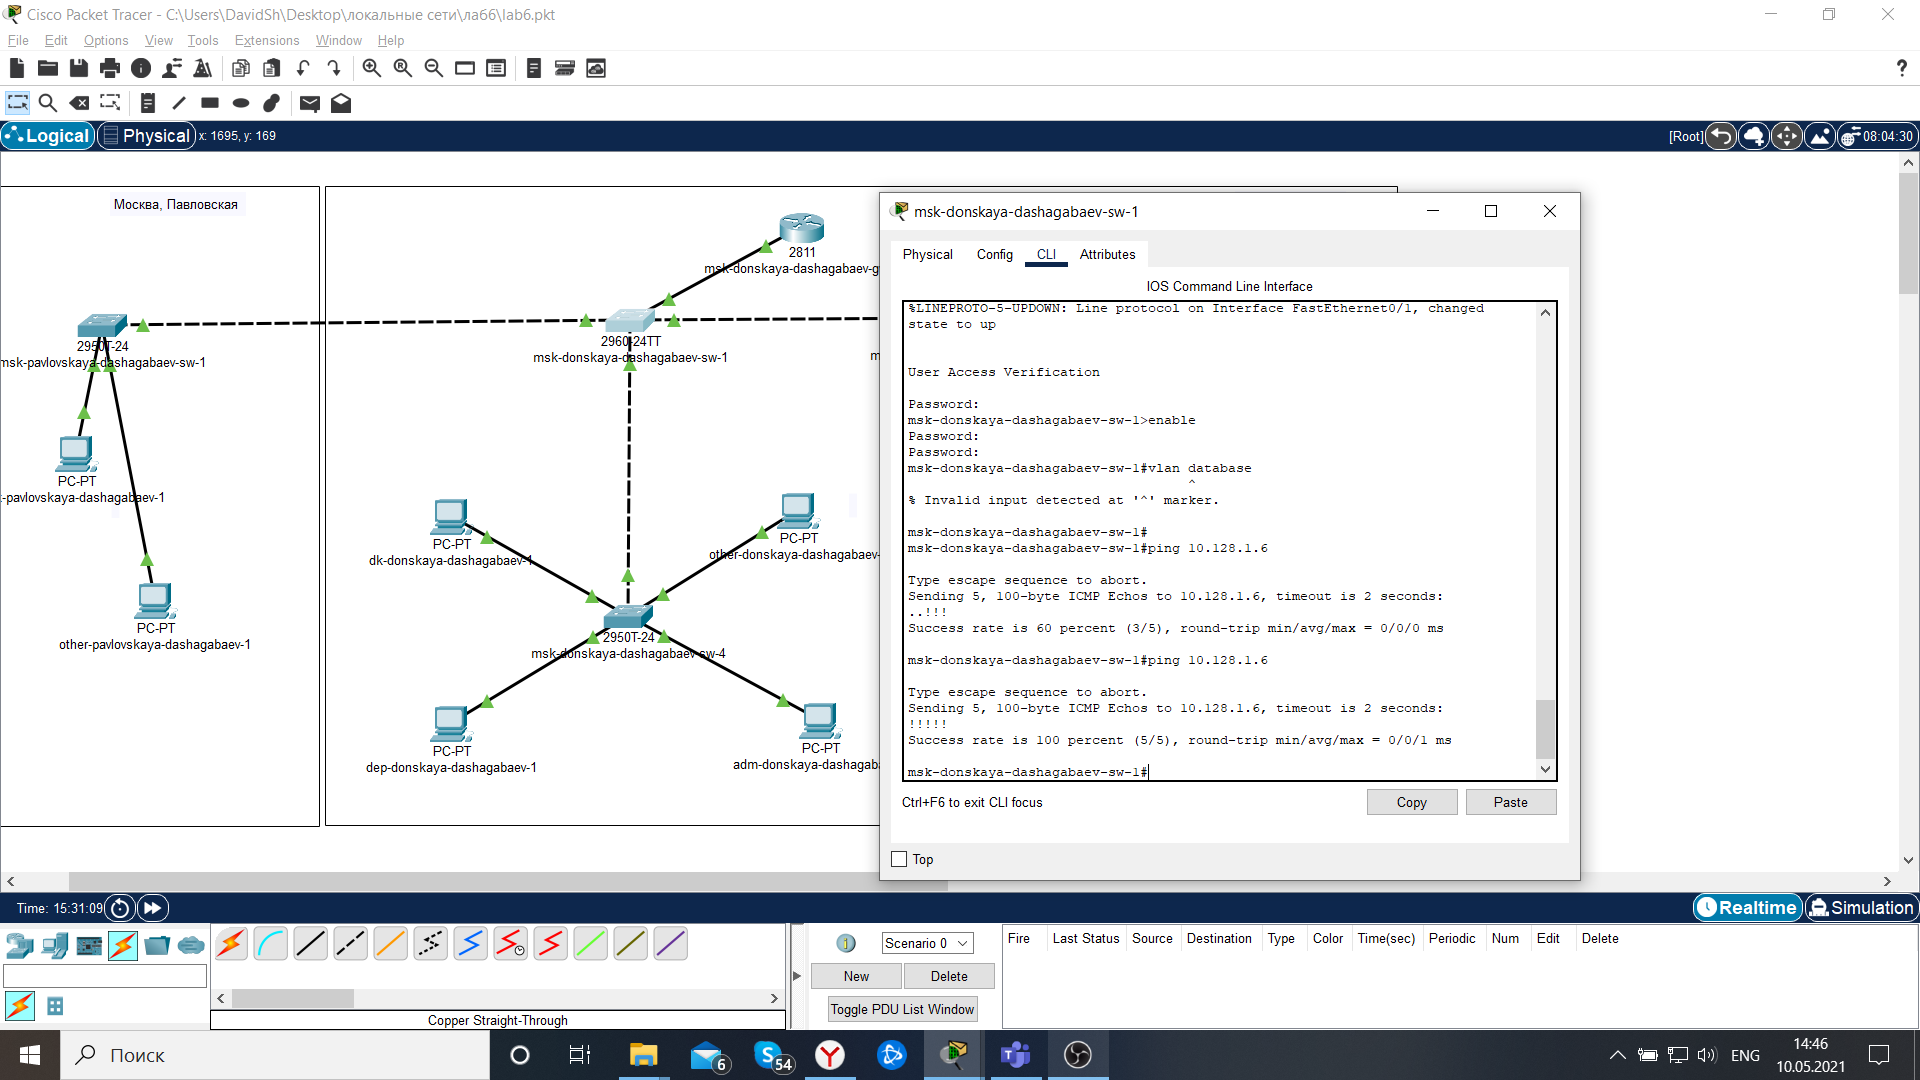 Cisco Packet Tracer - C:\Users\DavidSh\Desktop\локальные сети\ла66\lab6.pkt
File Edit Options View Tools Extensions Window Help
Logical Physical x: 1695, y: 169 [Root] 08:04:30
Москва, Павловская
2811
msk-donskaya-dashagabaev-g
2950T-24
msk-pavlovskaya-dashagabaev-sw-1
2960-24TT
msk-donskaya-dashagabaev-sw-1
m
PC-PT
-pavlovskaya-dashagabaev-1
PC-PT
other-pavlovskaya-dashagabaev-1
PC-PT
dk-donskaya-dashagabaev-1
PC-PT
other-donskaya-dashagabaev-
2950T-24
msk-donskaya-dashagabaev-sw-4
PC-PT
dep-donskaya-dashagabaev-1
PC-PT
adm-donskaya-dashagaba
msk-donskaya-dashagabaev-sw-1
Physical Config CLI Attributes
IOS Command Line Interface
%LINEPROTO-5-UPDOWN: Line protocol on Interface FastEthernet0/1, changed
state to up
User Access Verification
Password:
msk-donskaya-dashagabaev-sw-1>enable
Password:
Password:
msk-donskaya-dashagabaev-sw-1#vlan database
^
% Invalid input detected at '^' marker.
msk-donskaya-dashagabaev-sw-1#
msk-donskaya-dashagabaev-sw-1#ping 10.128.1.6
Type escape sequence to abort.
Sending 5, 100-byte ICMP Echos to 10.128.1.6, timeout is 2 seconds:
..!!!
Success rate is 60 percent (3/5), round-trip min/avg/max = 0/0/0 ms
msk-donskaya-dashagabaev-sw-1#ping 10.128.1.6
Type escape sequence to abort.
Sending 5, 100-byte ICMP Echos to 10.128.1.6, timeout is 2 seconds:
!!!!!
Success rate is 100 percent (5/5), round-trip min/avg/max = 0/0/1 ms
msk-donskaya-dashagabaev-sw-1#
Ctrl+F6 to exit CLI focus
Copy Paste
Top
Time: 15:31:09
Realtime Simulation
Scenario 0
New Delete
Toggle PDU List Window
Fire Last Status Source Destination Type Color Time(sec) Periodic Num Edit Delete
Copper Straight-Through
Поиск
6
54
ENG
14:46
10.05.2021